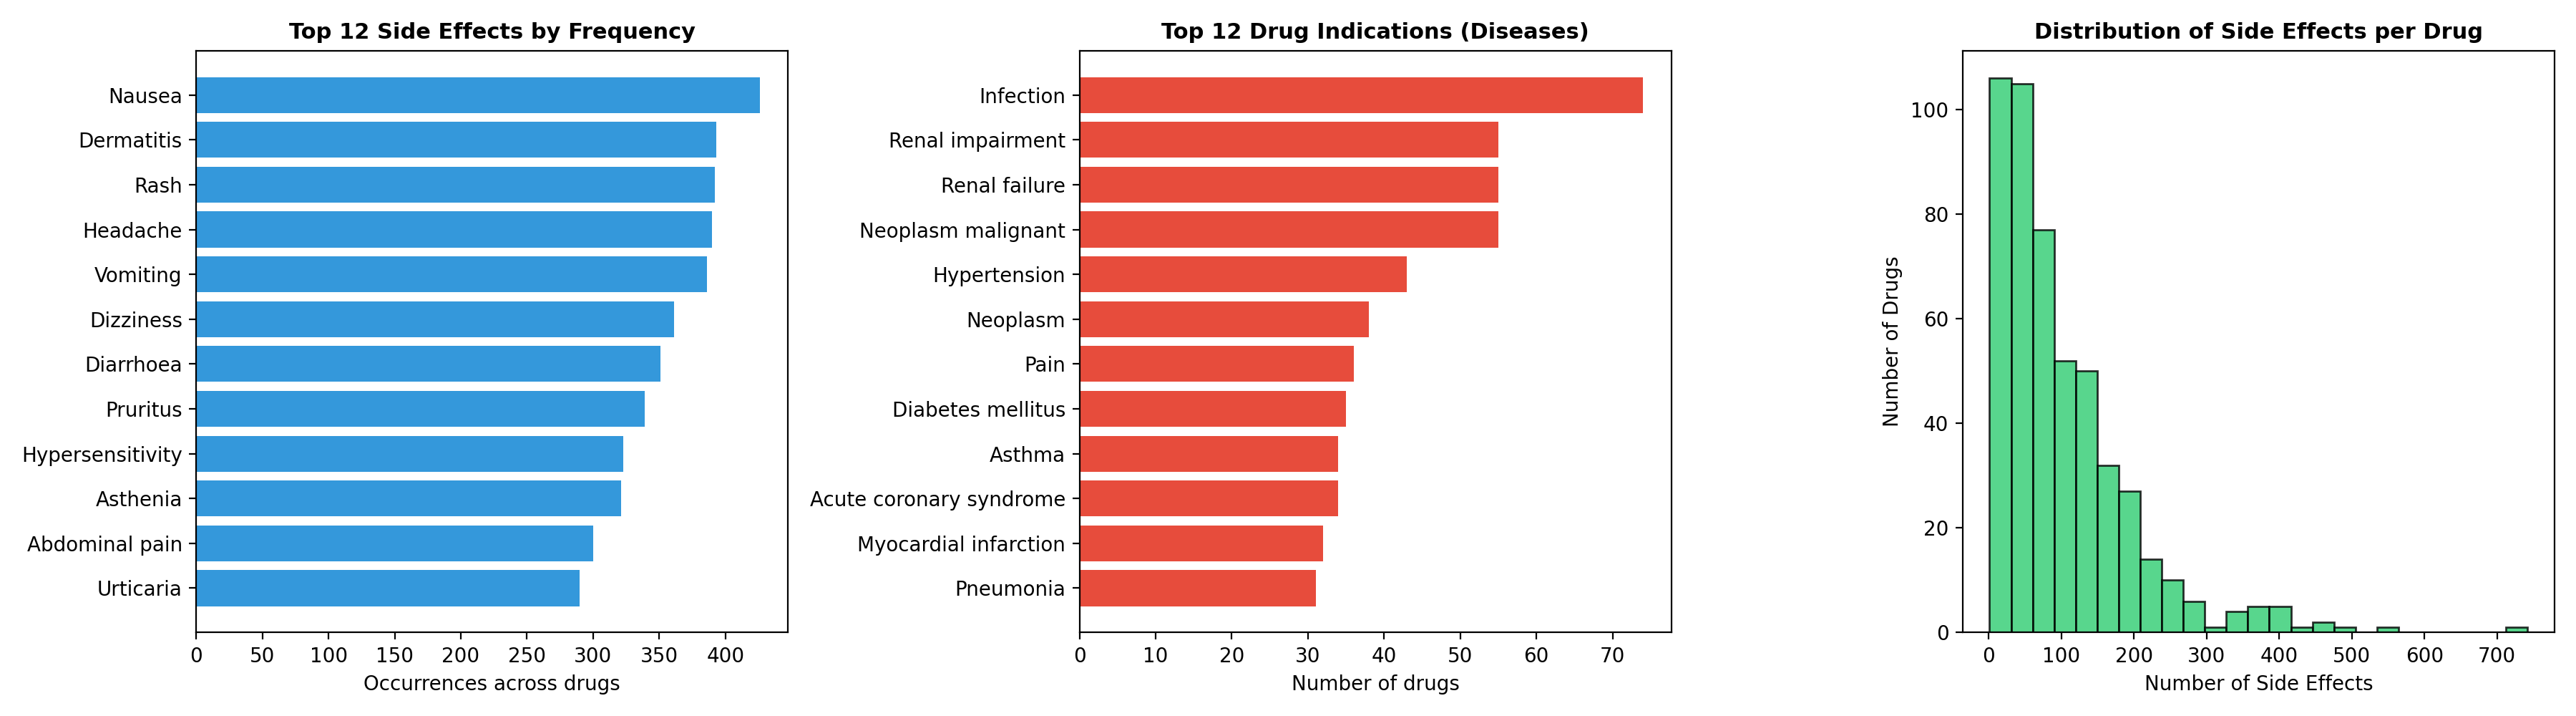 Top 12 Side Effects by Frequency
Nausea
Dermatitis
Rash
Headache
Vomiting
Dizziness
Diarrhoea
Pruritus
Hypersensitivity
Asthenia
Abdominal pain
Urticaria
0 50 100 150 200 250 300 350 400
Occurrences across drugs
Top 12 Drug Indications (Diseases)
Infection
Renal impairment
Renal failure
Neoplasm malignant
Hypertension
Neoplasm
Pain
Diabetes mellitus
Asthma
Acute coronary syndrome
Myocardial infarction
Pneumonia
0 10 20 30 40 50 60 70
Number of drugs
Distribution of Side Effects per Drug
Number of Drugs
100
80
60
40
20
0
0 100 200 300 400 500 600 700
Number of Side Effects